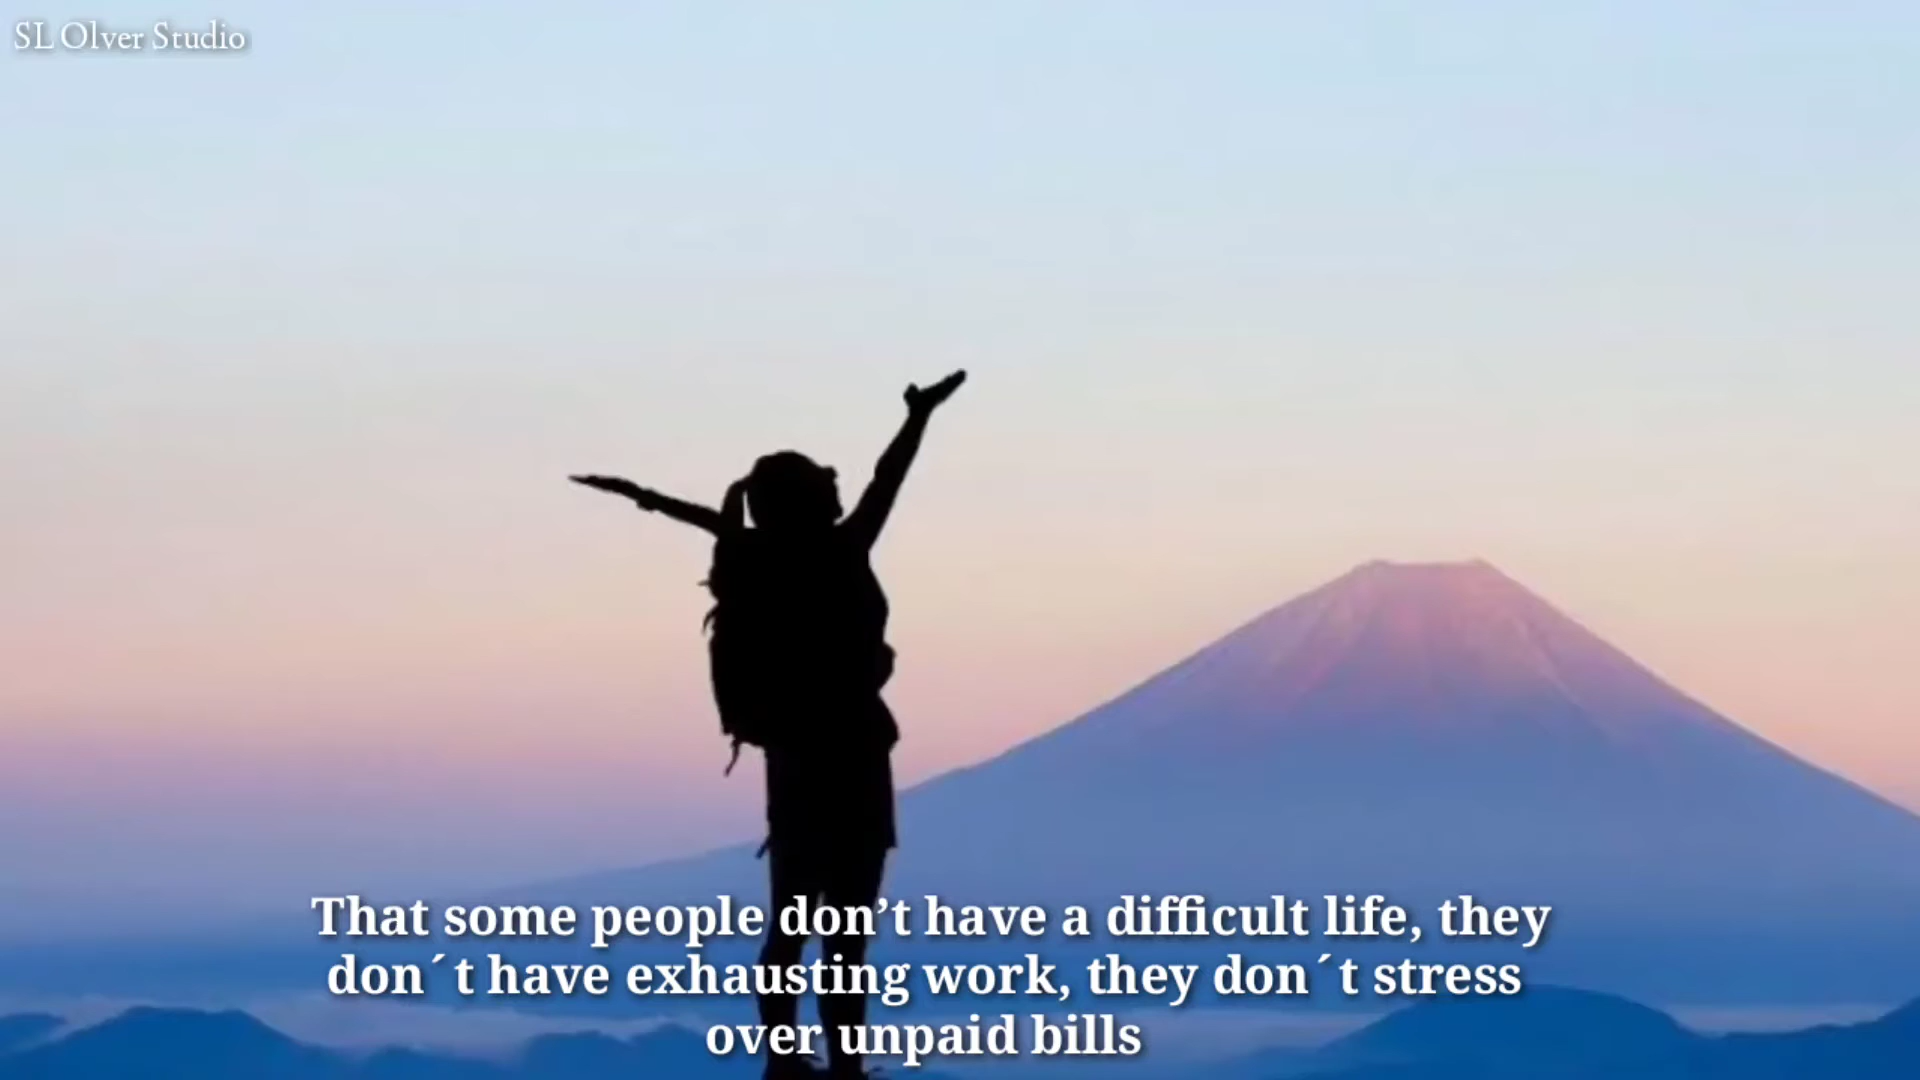 SL Olver Studio
That some people don’t have a difficult life, they
don´t have exhausting work, they don´t stress
over unpaid bills